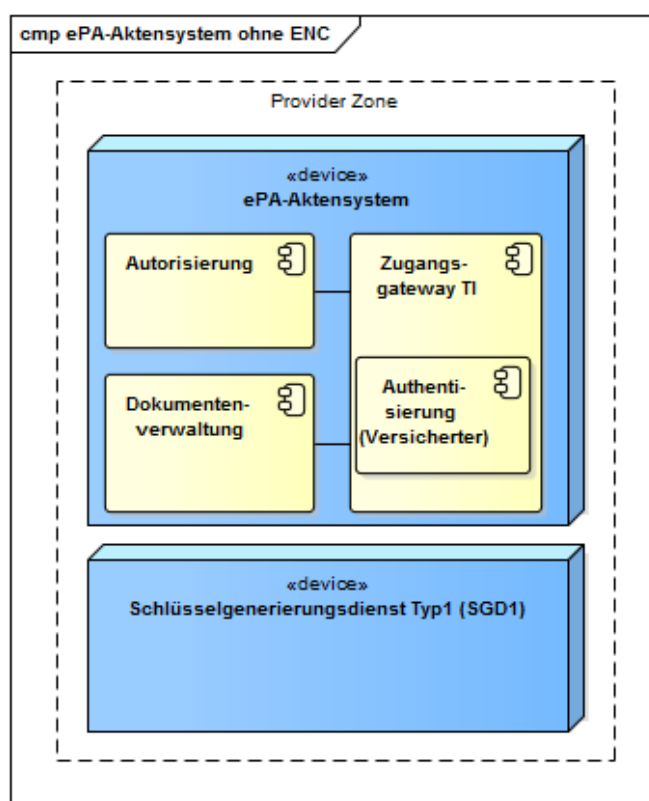 cmp ePA-Aktensystem ohne ENC
Provider Zone
«device»
ePA-Aktensystem
Autorisierung
Zugangs-
gateway TI
Dokumenten-
verwaltung
Authenti-
sierung
(Versicherter)
«device»
Schlüsselgenerierungsdienst Typ1 (SGD1)